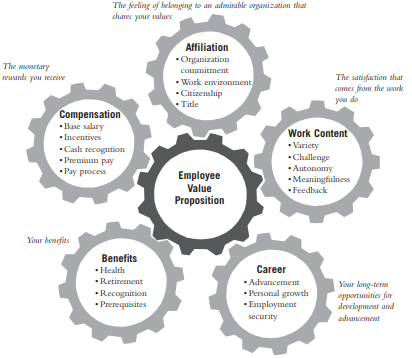 The feeling of belonging to an admirable organization that
shares your values
Affiliation
• Organization
commitment
• Work environment
• Citizenship
• Title
The monetary
rewards you receive
Compensation
• Base salary
• Incentives
• Cash recogntion
• Premium pay
• Pay process
The satisfaction that
comes from the work
you do
Work Content
• Variety
• Challenge
• Autonomy
• Meaningfulness
• Feedback
Employee
Value
Proposition
Your benefits
Benefits
• Health
• Retirement
• Recognition
• Prerequisites
Career
• Advancement
• Personal growth
• Employment
security
Your long-term
opportunities for
development and
advancement